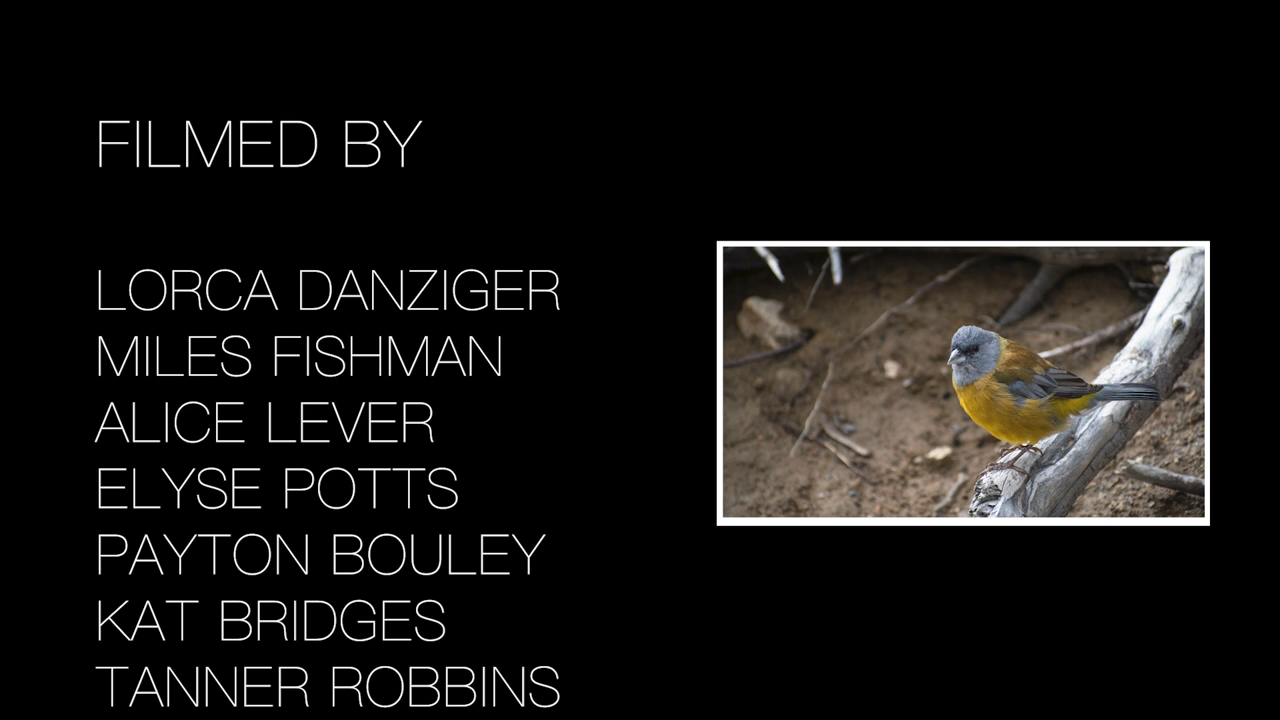 FILMED BY
LORCA DANZIGER
MILES FISHMAN
ALICE LEVER
ELYSE POTTS
PAYTON BOULEY
KAT BRIDGES
TANNER ROBBINS